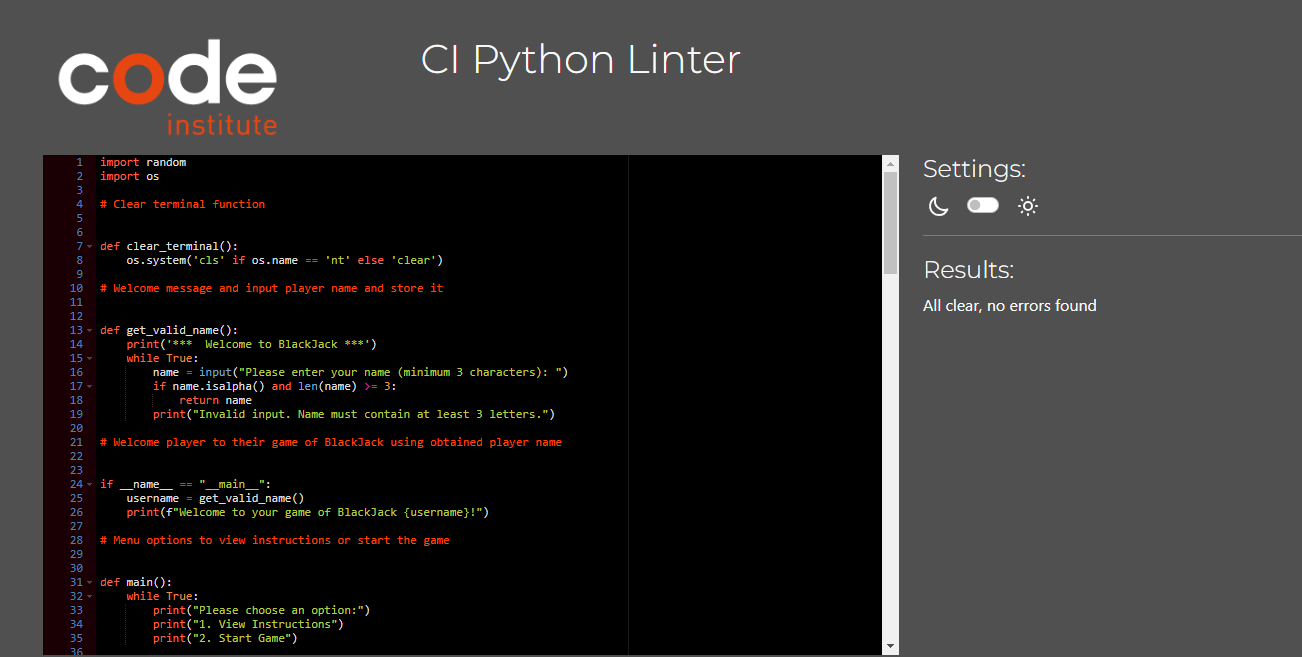 code
institute
CI Python Linter
1 import random
2 import os
3
4 # Clear terminal function
5
6
7 def clear_terminal():
8     os.system('cls' if os.name == 'nt' else 'clear')
9
10 # Welcome message and input player name and store it
11
12
13 def get_valid_name():
14     print('***  Welcome to BlackJack ***')
15     while True:
16         name = input("Please enter your name (minimum 3 characters): ")
17         if name.isalpha() and len(name) >= 3:
18             return name
19         print("Invalid input. Name must contain at least 3 letters.")
20
21 # Welcome player to their game of BlackJack using obtained player name
22
23
24 if __name__ == "__main__":
25     username = get_valid_name()
26     print(f"Welcome to your game of BlackJack {username}!")
27
28 # Menu options to view instructions or start the game
29
30
31 def main():
32     while True:
33         print("Please choose an option:")
34         print("1. View Instructions")
35         print("2. Start Game")
36
Settings:
Results:
All clear, no errors found